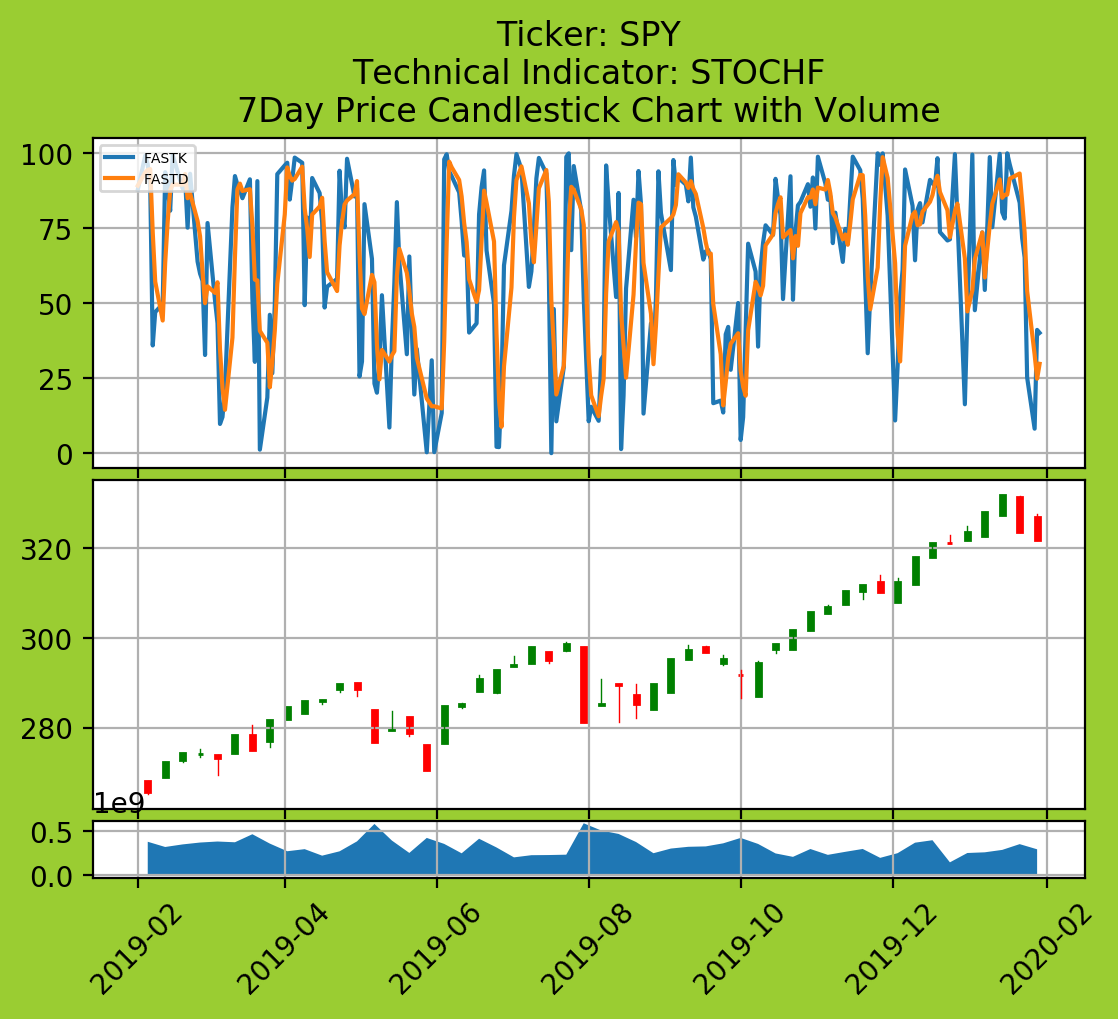 Ticker: SPY
Technical Indicator: STOCHF
7Day Price Candlestick Chart with Volume
100
75
50
25
0
FASTK
FASTD
320
300
280
1e9
0.5
0.0
2019-02
2019-04
2019-06
2019-08
2019-10
2019-12
2020-02